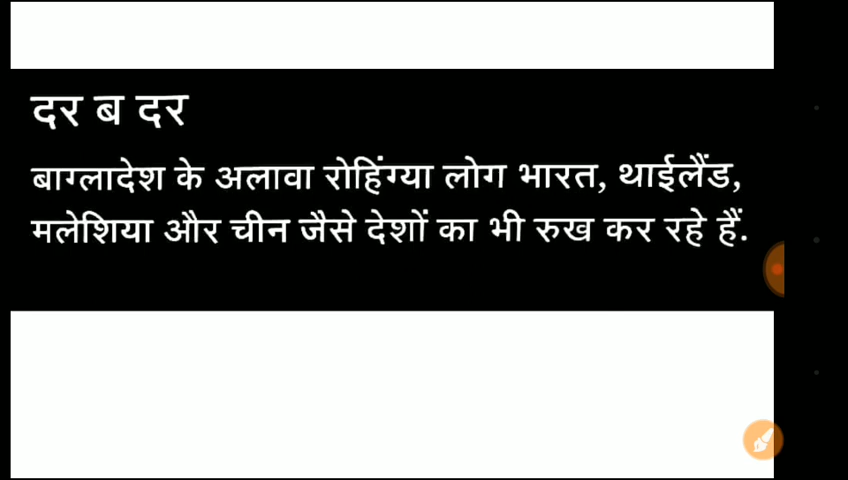 दर ब दर
बाग्लादेश के अलावा रोहिंग्या लोग भारत, थाईलैंड,
मलेशिया और चीन जैसे देशों का भी रुख कर रहे हैं.